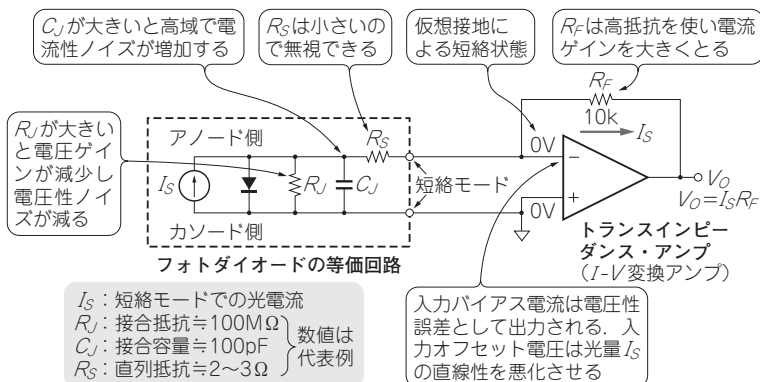 C_Jが大きいと高域で電
流性ノイズが増加する
R_Sは小さいの
で無視できる
仮想接地に
よる短絡状態
R_Fは高抵抗を使い電流
ゲインを大きくとる
R_Jが大きい
と電圧ゲイ
ンが減少し
電圧性ノイ
ズが減る
アノード側
I_S
R_J
C_J
R_S
カソード側
フォトダイオードの等価回路
短絡モード
R_F
10k
I_S
0V
−
+
0V
V_O
V_O=I_SR_F
トランスインピー
ダンス・アンプ
(I-V変換アンプ)
I_S:短絡モードでの光電流
R_J:接合抵抗≒100MΩ
C_J:接合容量≒100pF
R_S:直列抵抗≒2〜3Ω
数値は
代表例
入力バイアス電流は電圧性
誤差として出力される.入
力オフセット電圧は光量I_S
の直線性を悪化させる